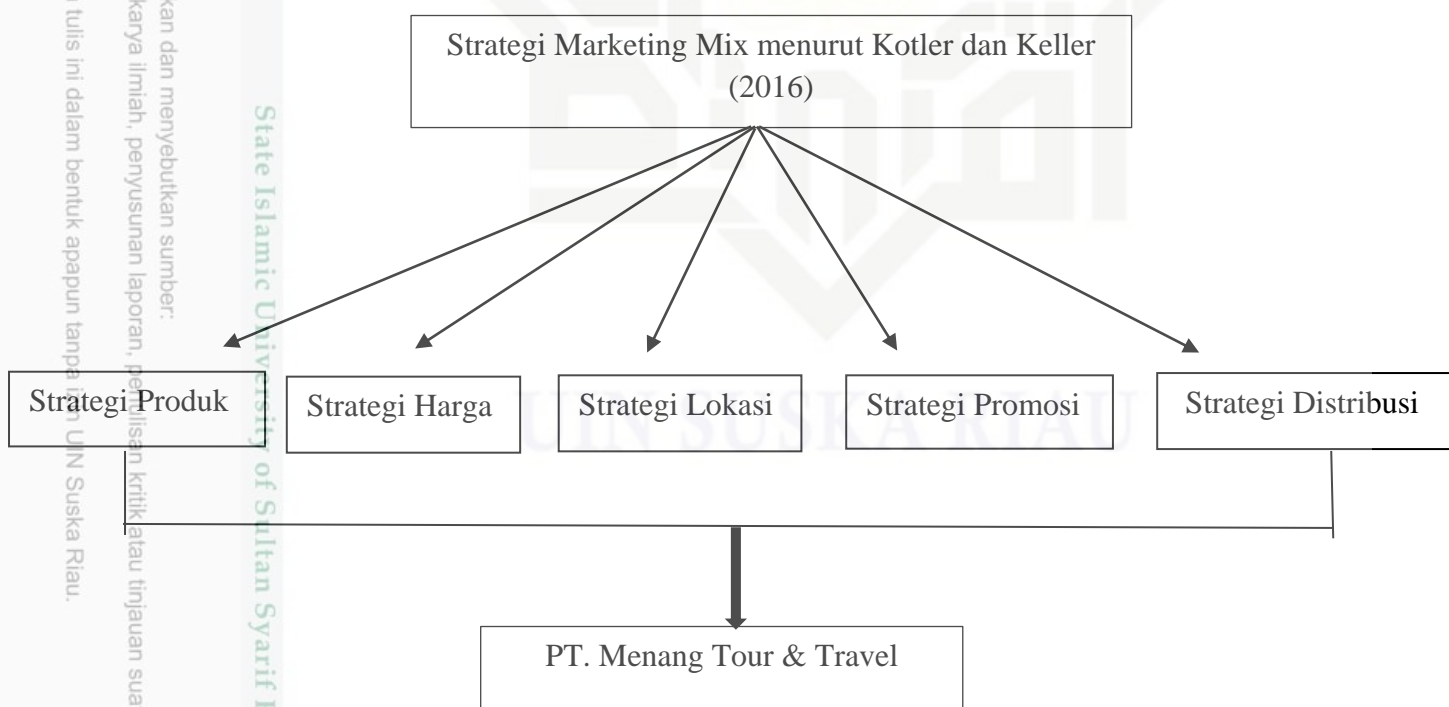 Strategi Marketing Mix menurut Kotler dan Keller
(2016)
Strategi Produk
Strategi Harga
Strategi Lokasi
Strategi Promosi
Strategi Distribusi
PT. Menang Tour & Travel
kan dan menyebutkan sumber:
karya ilmiah, penyusunan laporan, penulisan kritik atau tinjauan sua
tulis ini dalam bentuk apapun tanpa izin UIN Suska Riau.
State Islamic University of Sultan Syarif
UIN SUSKA RIAU